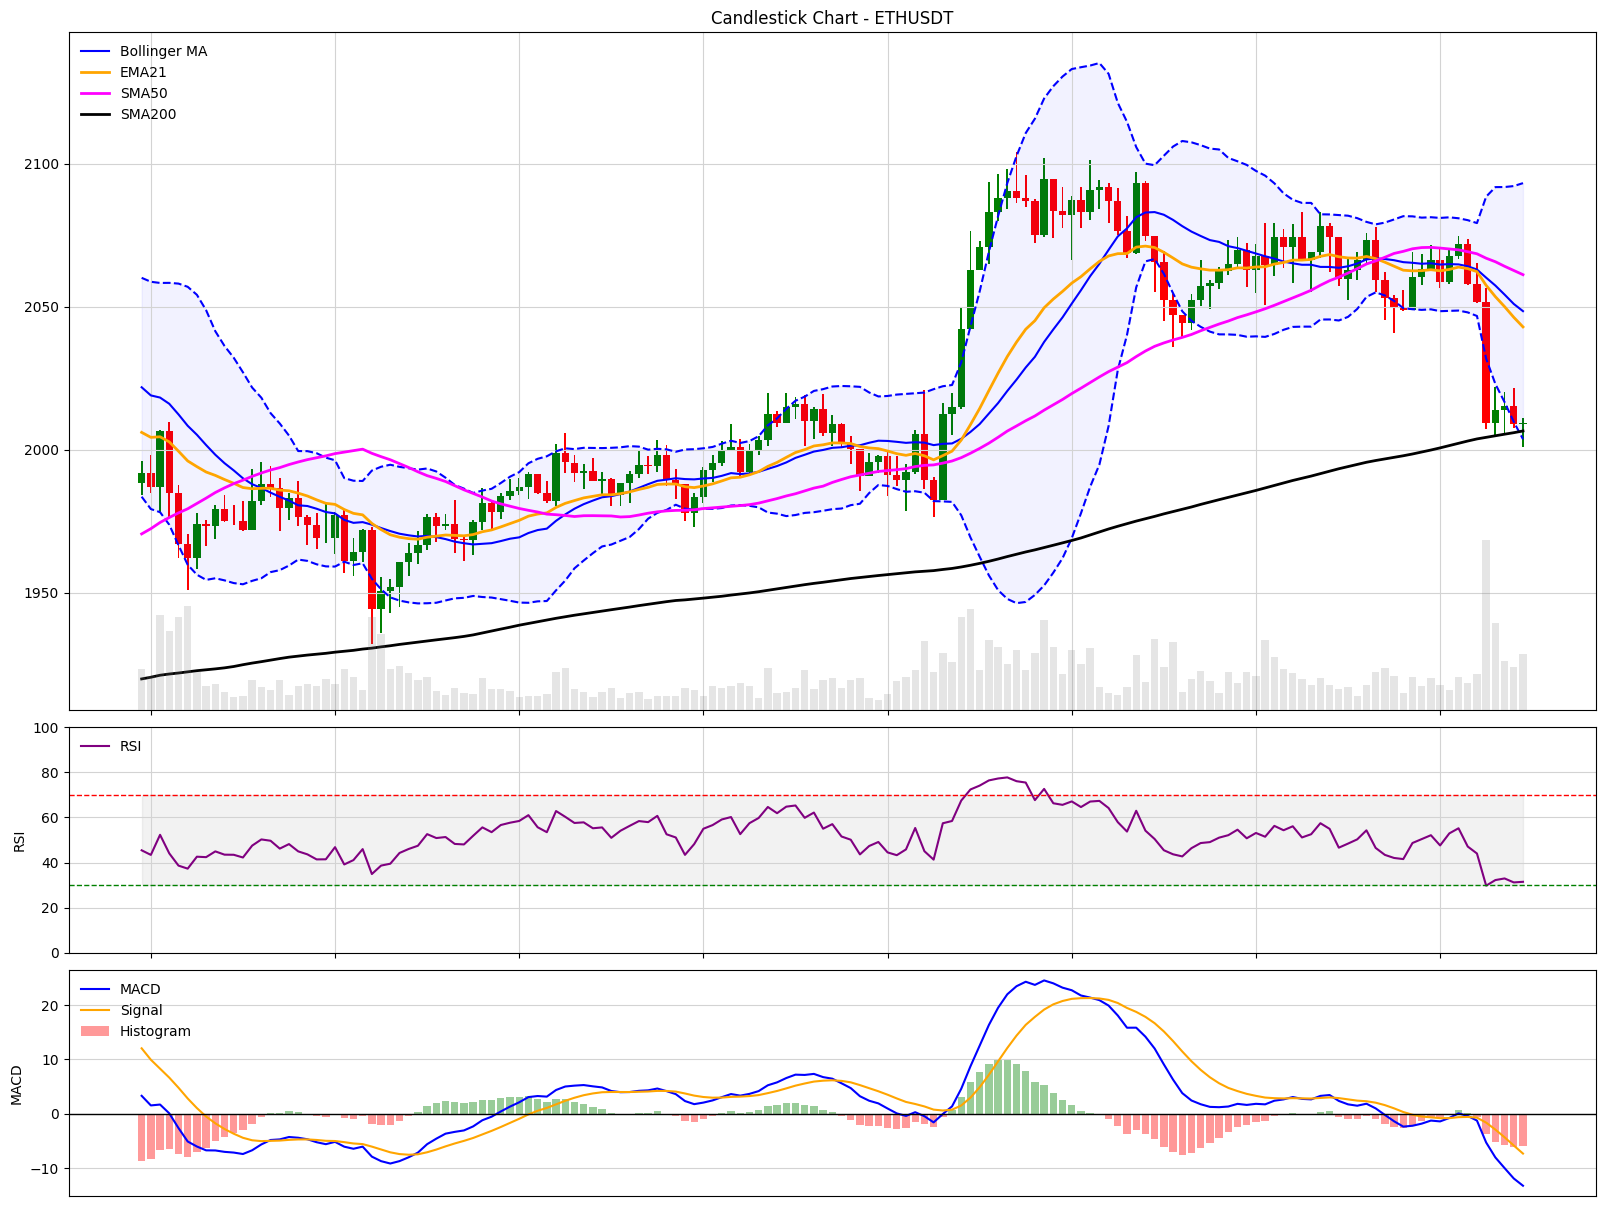 Candlestick Chart - ETHUSDT
Bollinger MA
EMA21
SMA50
SMA200
2100
2050
2000
1950
100
80
60
40
20
0
RSI
RSI
20
10
0
−10
MACD
MACD
Signal
Histogram